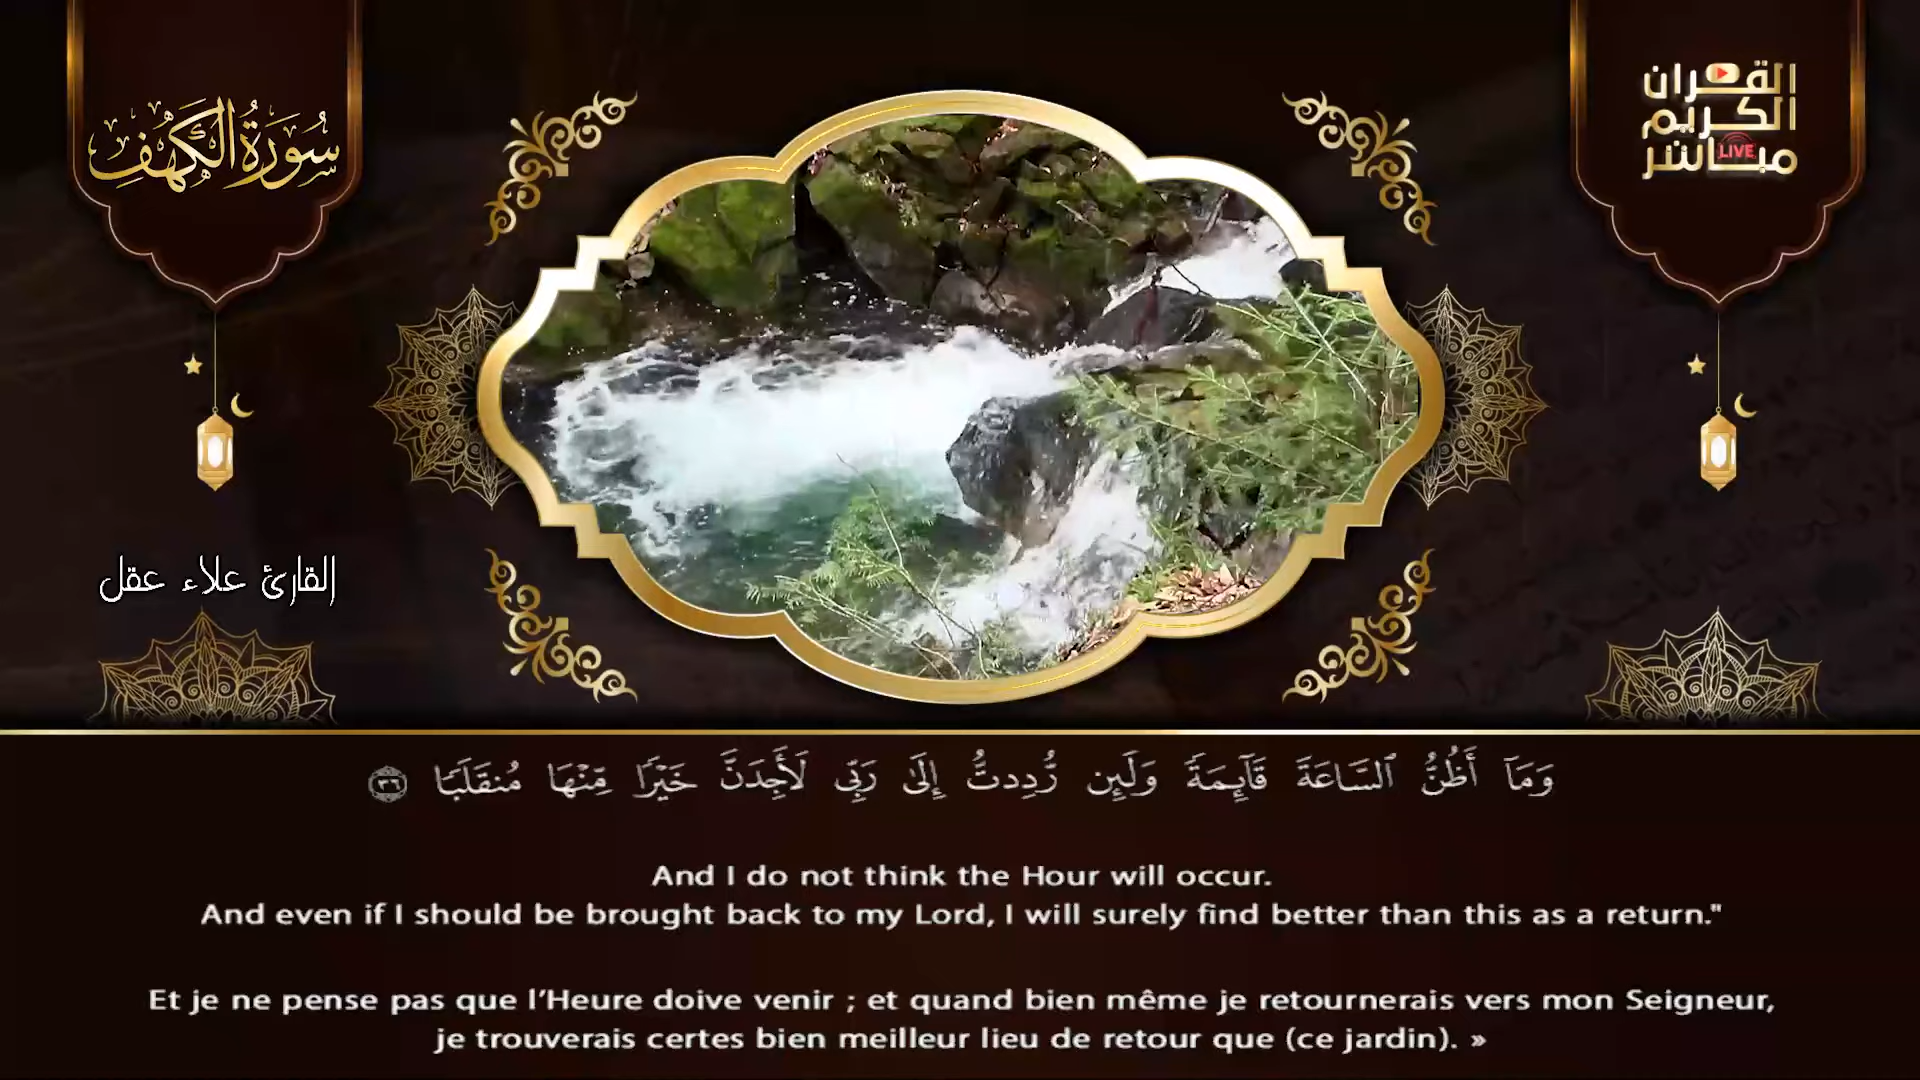 سُورَةُ الكَهْفِ
القرآن
الكريم
مباشر
LIVE
القارئ علاء عقل
وَمَآ أَظُنُّ ٱلسَّاعَةَ قَآئِمَةً وَلَئِن رُّدِدتُّ إِلَىٰ رَبِّى لَأَجِدَنَّ خَيْرًا مِّنْهَا مُنقَلَبًا ٣٦
And I do not think the Hour will occur.
And even if I should be brought back to my Lord, I will surely find better than this as a return."
Et je ne pense pas que l’Heure doive venir ; et quand bien même je retournerais vers mon Seigneur,
je trouverais certes bien meilleur lieu de retour que (ce jardin). »